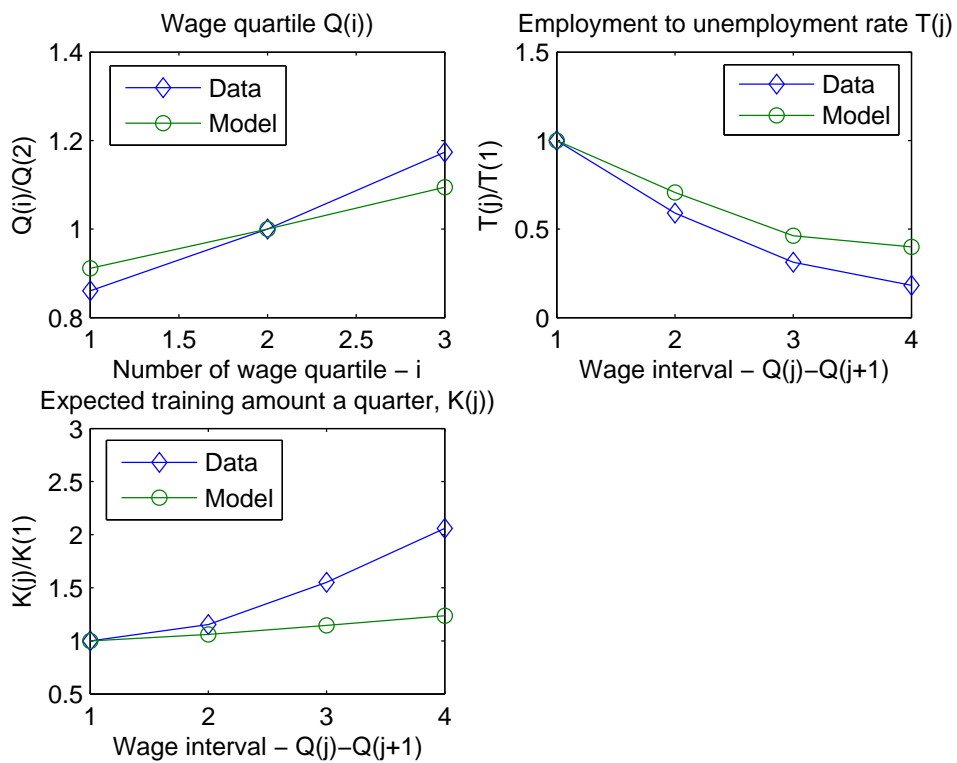 Wage quartile Q(i))
1.4
1.2
1
0.8
Q(i)/Q(2)
Data
Model
1 1.5 2 2.5 3
Number of wage quartile − i
Employment to unemployment rate T(j)
1.5
1
0.5
0
T(j)/T(1)
Data
Model
1 2 3 4
Wage interval − Q(j)−Q(j+1)
Expected training amount a quarter, K(j))
3
2.5
2
1.5
1
0.5
K(j)/K(1)
Data
Model
1 2 3 4
Wage interval − Q(j)−Q(j+1)